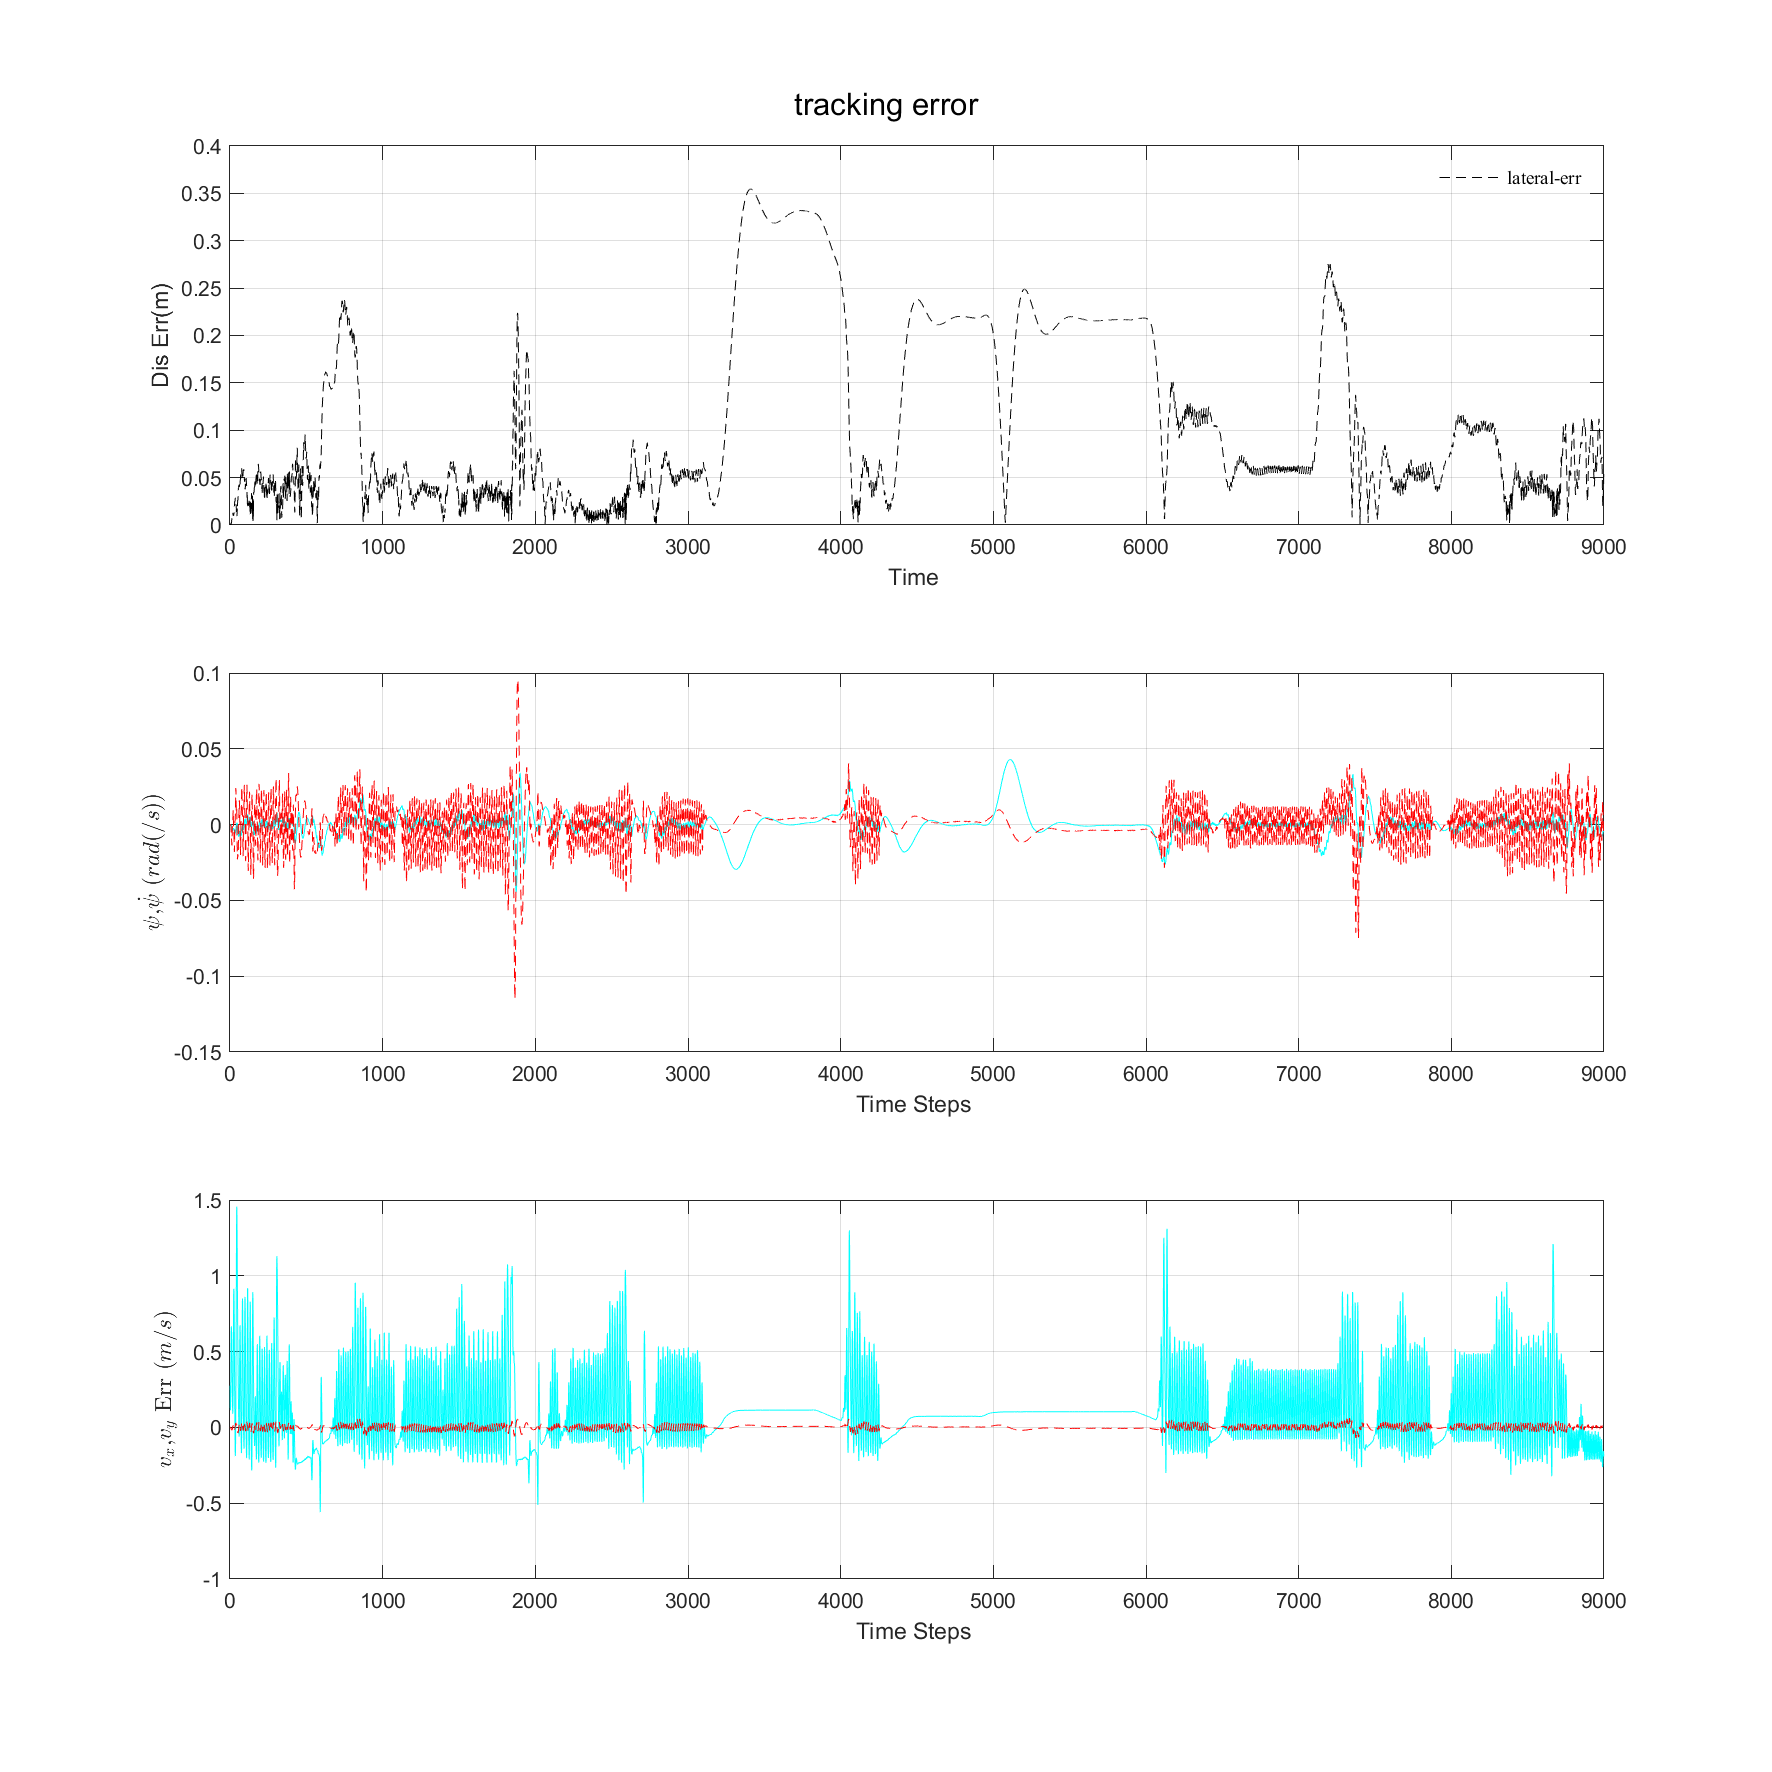 tracking error
0.4
0.35
0.3
0.25
0.2
0.15
0.1
0.05
0
Dis Err(m)
lateral-err
0 1000 2000 3000 4000 5000 6000 7000 8000 9000
Time
0.1
0.05
0
-0.05
-0.1
-0.15
ψ,ψ̇ (rad(/s))
0 1000 2000 3000 4000 5000 6000 7000 8000 9000
Time Steps
1.5
1
0.5
0
-0.5
-1
vₓ,v_y Err (m/s)
0 1000 2000 3000 4000 5000 6000 7000 8000 9000
Time Steps